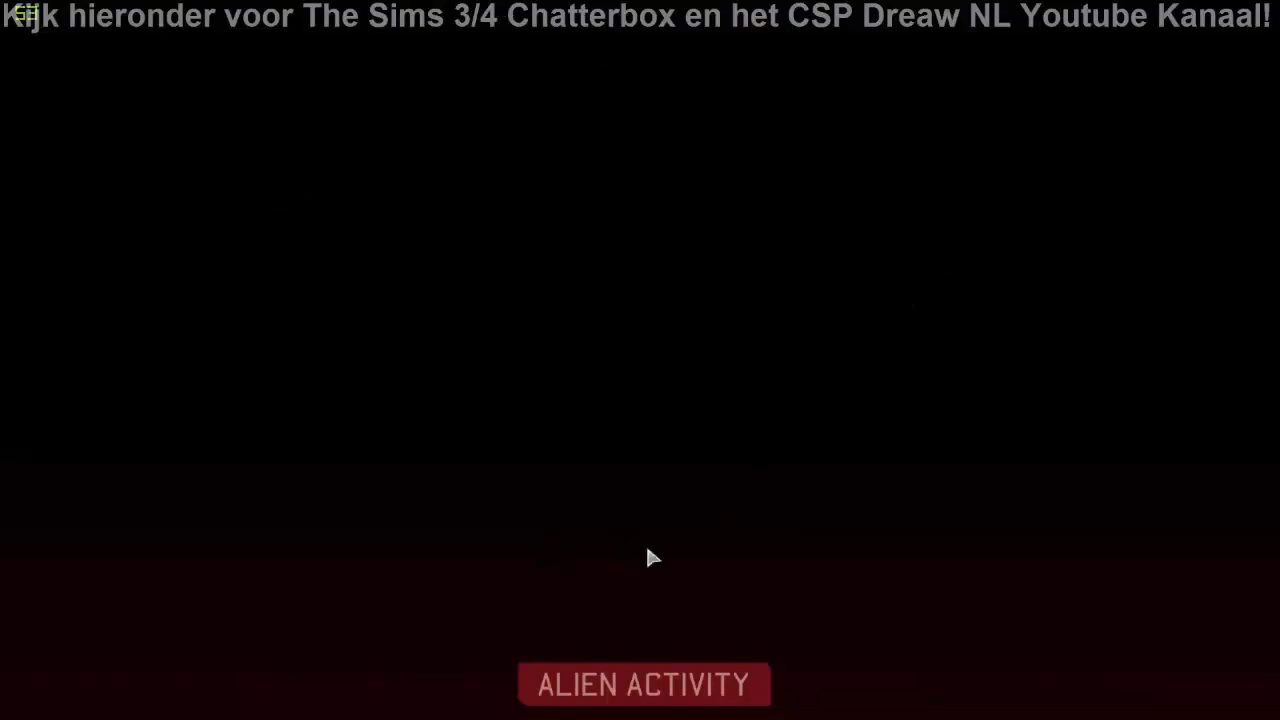 Kijk hieronder voor The Sims 3/4 Chatterbox en het CSP Dreaw NL Youtube Kanaal!
ALIEN ACTIVITY